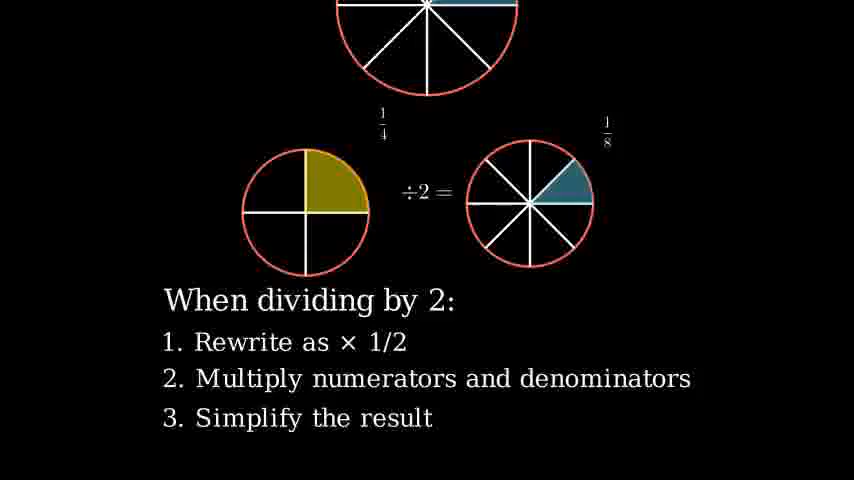 1/4
1/8
÷2 =
When dividing by 2:
1. Rewrite as × 1/2
2. Multiply numerators and denominators
3. Simplify the result